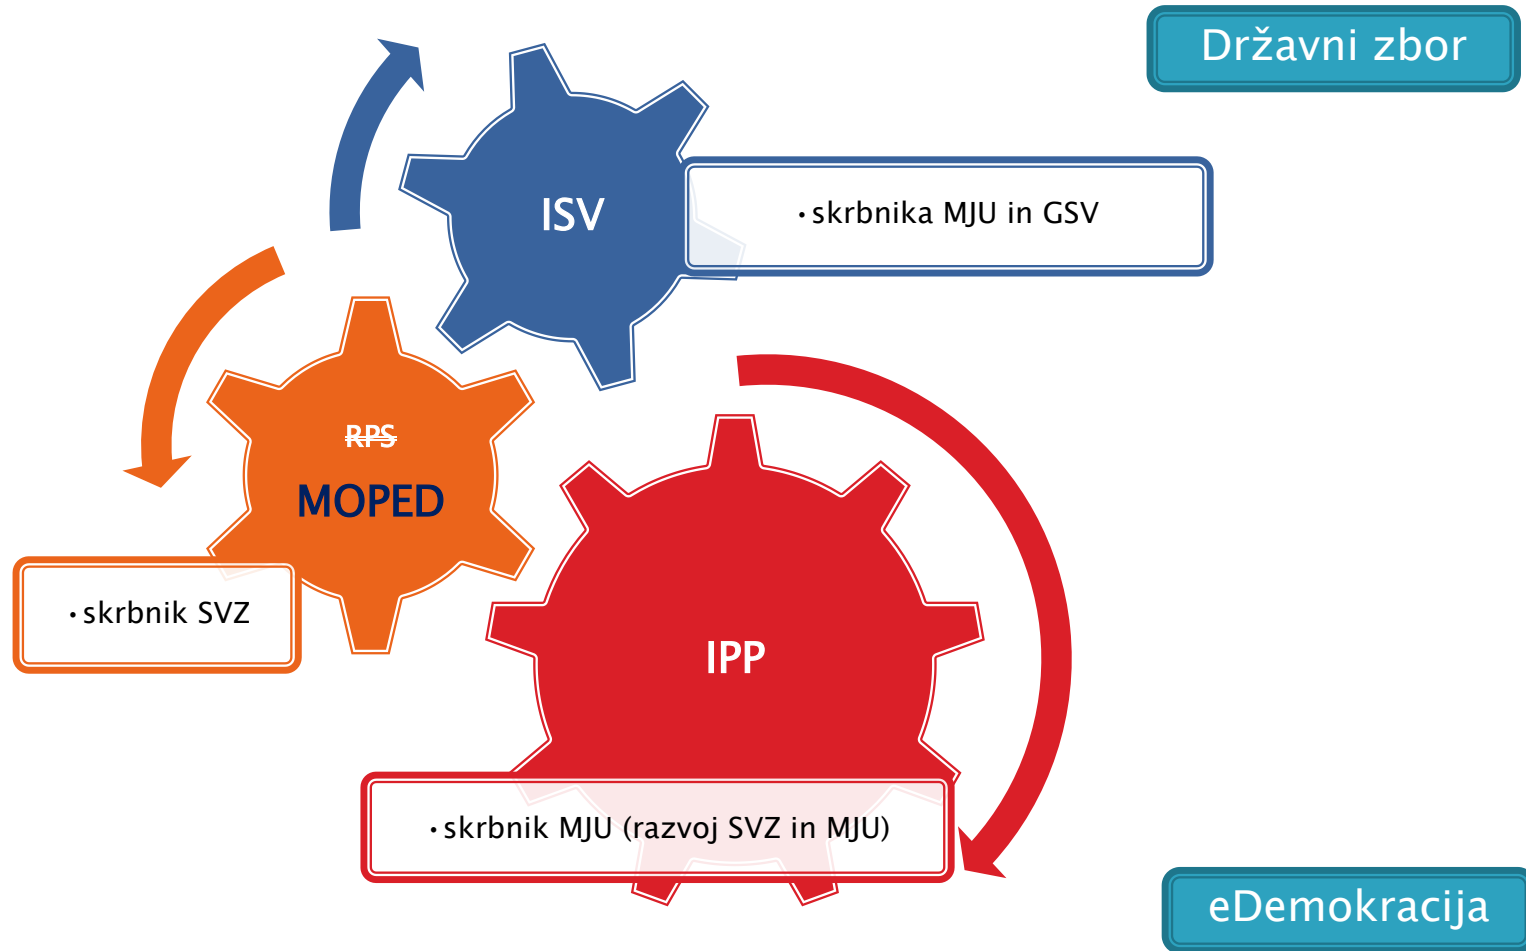 Državni zbor
ISV
•skrbnika MJU in GSV
RPS
MOPED
•skrbnik SVZ
IPP
•skrbnik MJU (razvoj SVZ in MJU)
eDemokracija